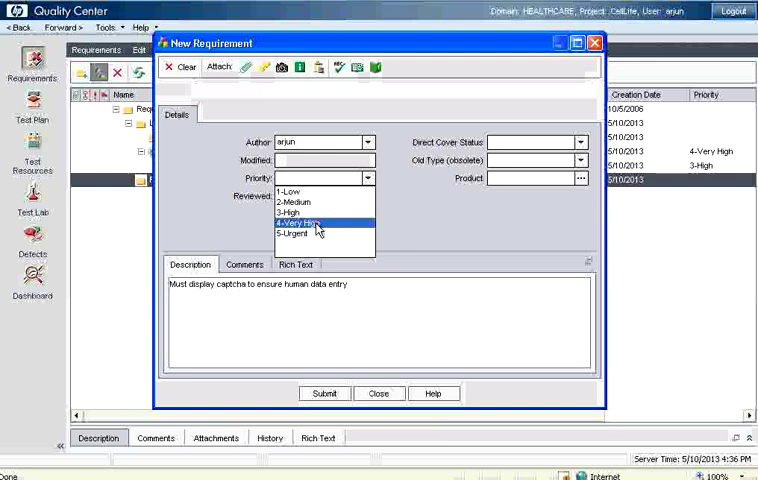 hp Quality Center
Domain: HEALTHCARE, Project: CellLife, User: arjun
Logout
< Back Forward > Tools Help
Requirements
Test Plan
Test Resources
Test Lab
Defects
Dashboard
Requirements Edit
Name
Creation Date Priority
10/5/2006
5/10/2013
5/10/2013 4-Very High
5/10/2013 3-High
5/10/2013
New Requirement
Clear Attach:
Details
Author arjun
Direct Cover Status:
Modified:
Old Type (obsolete)
Priority:
Product
Reviewed:
1-Low
2-Medium
3-High
4-Very High
5-Urgent
Description Comments Rich Text
Must display captcha to ensure human data entry
Submit Close Help
Description Comments Attachments History Rich Text
Server Time: 5/10/2013 4:36 PM
Done
Internet
100%